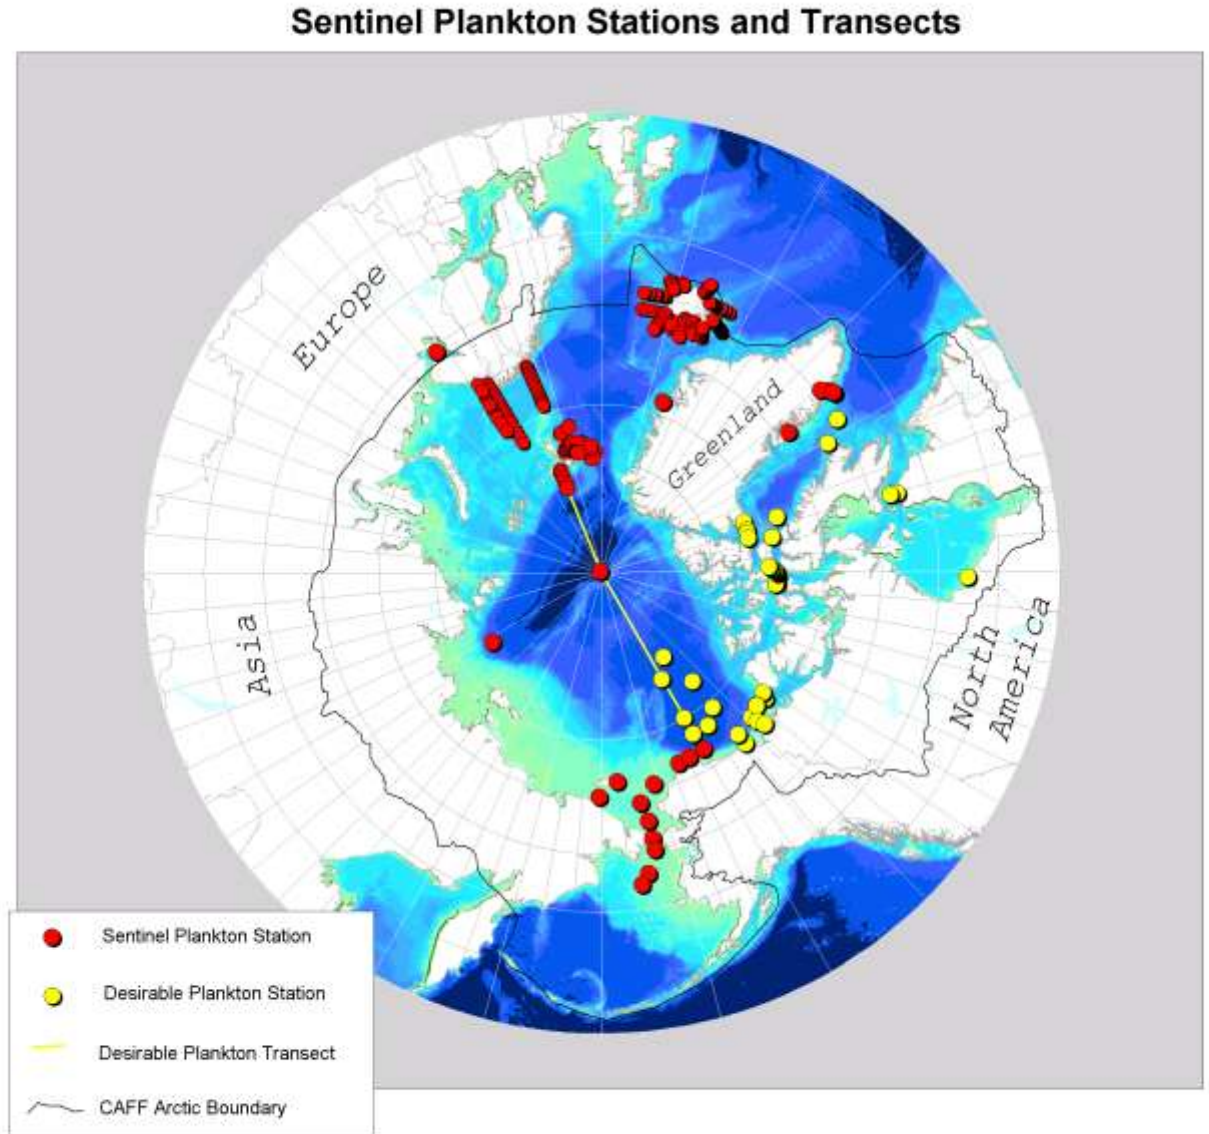 Sentinel Plankton Stations and Transects
Europe
Greenland
Asia
North
America
Sentinel Plankton Station
Desirable Plankton Station
Desirable Plankton Transect
CAFF Arctic Boundary